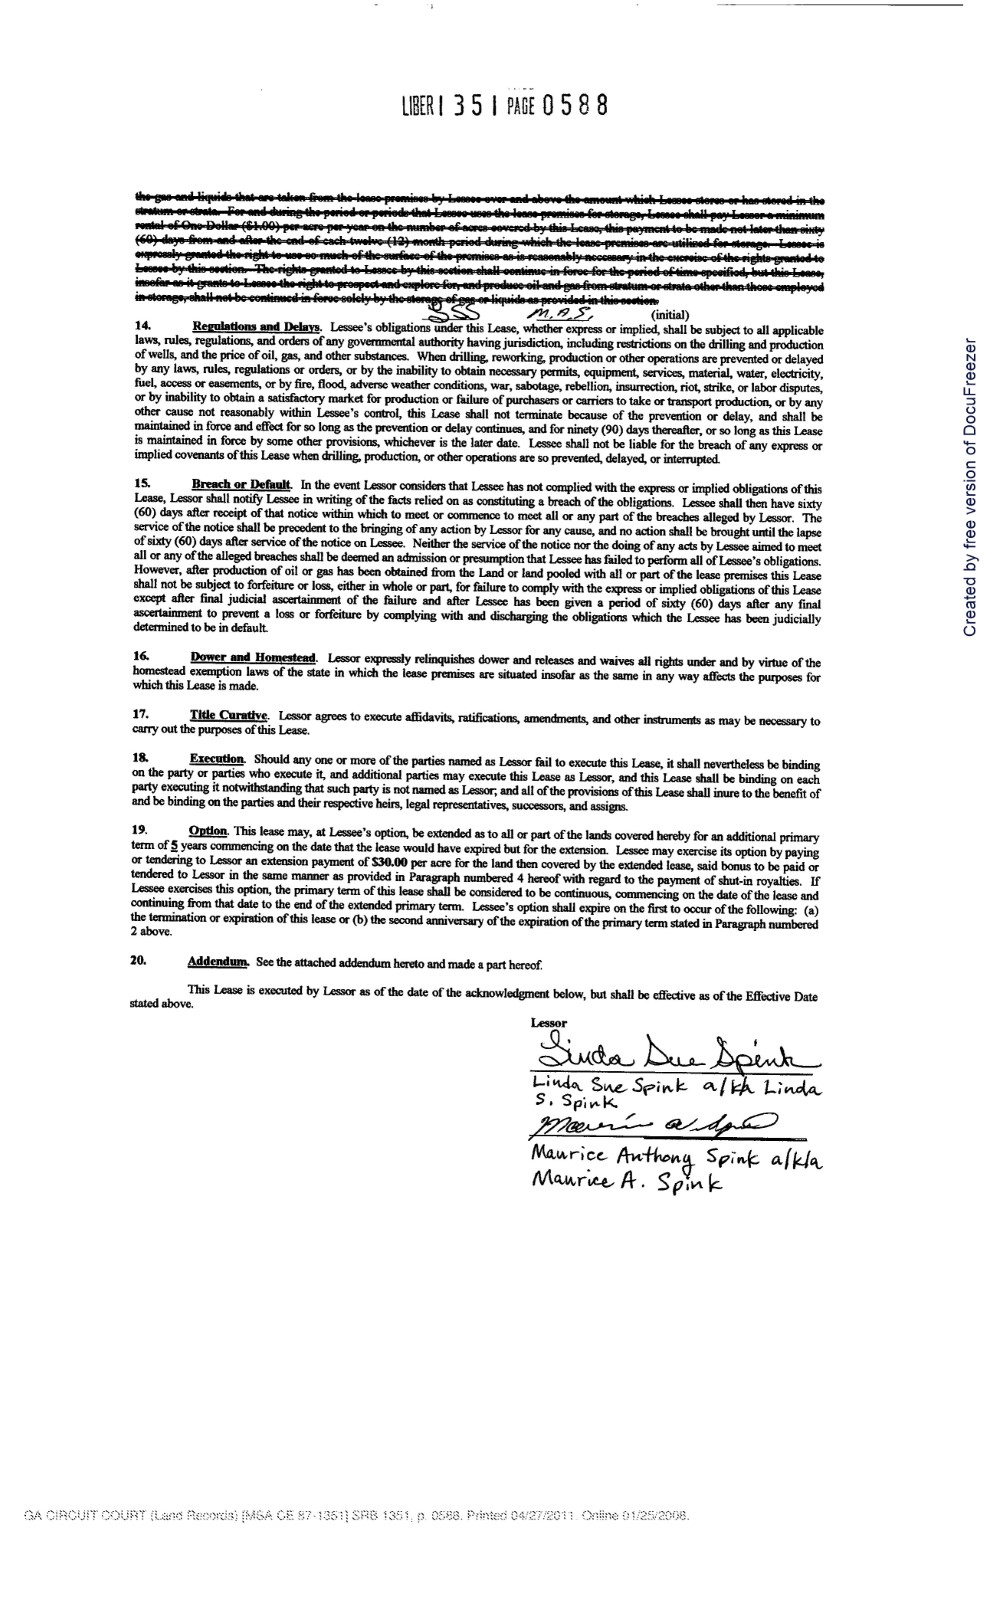 LIBER 1351 PAGE 0588
the gas and liquids that are taken from the lease premises by Lessee over and above the amount which Lessee stores or has stored in the
stratum or strata. For and during the period or periods that Lessee uses the lease premises for storage, Lessee shall pay Lessor a minimum
rental of One Dollar ($1.00) per acre per year on the number of acres covered by this Lease, this payment to be made not later than sixty
(60) days from and after the end of each twelve (12) month period during which the lease premises are utilized for storage. Lessee is
expressly granted the right to use so much of the surface of the premises as is reasonably necessary in the exercise of the rights granted to
Lessee by this section. The rights granted to Lessee by this section shall continue in force for the period of time specified, but this Lease,
insofar as it grants to Lessee the right to prospect and explore for, and produce oil and gas from stratum or strata other than those employed
in storage, shall not be continued in force solely by the storage of gas or liquids as provided in this section.
M.A.S. (initial)
14. Regulations and Delays. Lessee's obligations under this Lease, whether express or implied, shall be subject to all applicable
laws, rules, regulations, and orders of any governmental authority having jurisdiction, including restrictions on the drilling and production
of wells, and the price of oil, gas, and other substances. When drilling, reworking, production or other operations are prevented or delayed
by any laws, rules, regulations or orders, or by the inability to obtain necessary permits, equipment, services, material, water, electricity,
fuel, access or easements, or by fire, flood, adverse weather conditions, war, sabotage, rebellion, insurrection, riot, strike, or labor disputes,
or by inability to obtain a satisfactory market for production or failure of purchasers or carriers to take or transport production, or by any
other cause not reasonably within Lessee's control, this Lease shall not terminate because of the prevention or delay, and shall be
maintained in force and effect for so long as the prevention or delay continues, and for ninety (90) days thereafter, or so long as this Lease
is maintained in force by some other provisions, whichever is the later date. Lessee shall not be liable for the breach of any express or
implied covenants of this Lease when drilling, production, or other operations are so prevented, delayed, or interrupted.
15. Breach or Default. In the event Lessor considers that Lessee has not complied with the express or implied obligations of this
Lease, Lessor shall notify Lessee in writing of the facts relied on as constituting a breach of the obligations. Lessee shall then have sixty
(60) days after receipt of that notice within which to meet or commence to meet all or any part of the breaches alleged by Lessor. The
service of the notice shall be precedent to the bringing of any action by Lessor for any cause, and no action shall be brought until the lapse
of sixty (60) days after service of the notice on Lessee. Neither the service of the notice nor the doing of any acts by Lessee aimed to meet
all or any of the alleged breaches shall be deemed an admission or presumption that Lessee has failed to perform all of Lessee's obligations.
However, after production of oil or gas has been obtained from the Land or land pooled with all or part of the lease premises this Lease
shall not be subject to forfeiture or loss, either in whole or part, for failure to comply with the express or implied obligations of this Lease
except after final judicial ascertainment of the failure and after Lessee has been given a period of sixty (60) days after any final
ascertainment to prevent a loss or forfeiture by complying with and discharging the obligations which the Lessee has been judicially
determined to be in default.
16. Dower and Homestead. Lessor expressly relinquishes dower and releases and waives all rights under and by virtue of the
homestead exemption laws of the state in which the lease premises are situated insofar as the same in any way affects the purposes for
which this Lease is made.
17. Title Curative. Lessor agrees to execute affidavits, ratifications, amendments, and other instruments as may be necessary to
carry out the purposes of this Lease.
18. Execution. Should any one or more of the parties named as Lessor fail to execute this Lease, it shall nevertheless be binding
on the party or parties who execute it, and additional parties may execute this Lease as Lessor, and this Lease shall be binding on each
party executing it notwithstanding that such party is not named as Lessor; and all of the provisions of this Lease shall inure to the benefit of
and be binding on the parties and their respective heirs, legal representatives, successors, and assigns.
19. Option. This lease may, at Lessee's option, be extended as to all or part of the lands covered hereby for an additional primary
term of 5 years commencing on the date that the lease would have expired but for the extension. Lessee may exercise its option by paying
or tendering to Lessor an extension payment of $30.00 per acre for the land then covered by the extended lease, said bonus to be paid or
tendered to Lessor in the same manner as provided in Paragraph numbered 4 hereof with regard to the payment of shut-in royalties. If
Lessee exercises this option, the primary term of this lease shall be considered to be continuous, commencing on the date of the lease and
continuing from that date to the end of the extended primary term. Lessee's option shall expire on the first to occur of the following: (a)
the termination or expiration of this lease or (b) the second anniversary of the expiration of the primary term stated in Paragraph numbered
2 above.
20. Addendum. See the attached addendum hereto and made a part hereof.
This Lease is executed by Lessor as of the date of the acknowledgment below, but shall be effective as of the Effective Date
stated above.
Lessor
Linda Sue Spink
Linda Sue Spink a/k/a Linda
S. Spink
Maurice A Spink
Maurice Anthony Spink a/k/a
Maurice A. Spink
GA CIRCUIT COURT (Land Records) [MSA CE 87-1351] SRB 1351, p. 0588. Printed 04/27/2011. Online 01/25/2008.
Created by free version of DocuFreezer